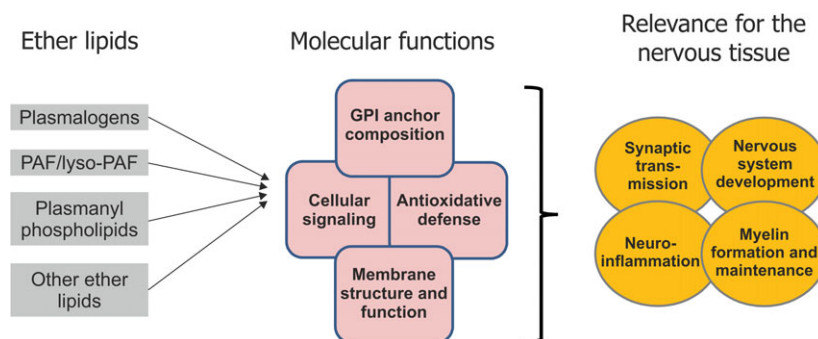 Ether lipids
Molecular functions
Relevance for the
nervous tissue
Plasmalogens
PAF/lyso-PAF
Plasmanyl
phospholipids
Other ether
lipids
GPI anchor
composition
Cellular
signaling
Antioxidative
defense
Membrane
structure and
function
Synaptic
trans-
mission
Nervous
system
development
Neuro-
inflammation
Myelin
formation and
maintenance